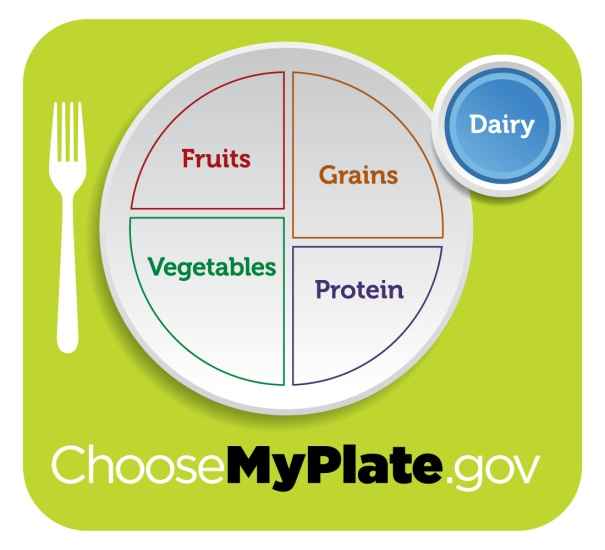 Dairy
Fruits
Grains
Vegetables
Protein
ChooseMyPlate.gov